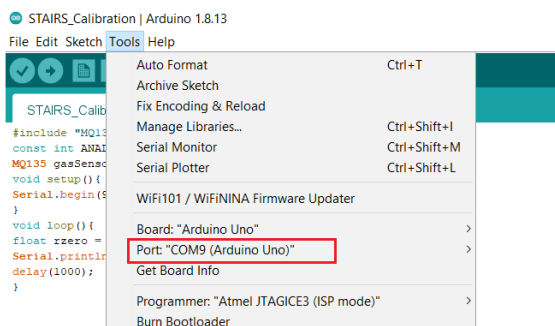 STAIRS_Calibration | Arduino 1.8.13
File Edit Sketch Tools Help
Auto Format Ctrl+T
Archive Sketch
Fix Encoding & Reload
Manage Libraries... Ctrl+Shift+I
Serial Monitor Ctrl+Shift+M
Serial Plotter Ctrl+Shift+L
WiFi101 / WiFiNINA Firmware Updater
Board: "Arduino Uno"
Port: "COM9 (Arduino Uno)"
Get Board Info
Programmer: "Atmel JTAGICE3 (ISP mode)"
Burn Bootloader
STAIRS_Calib
#include "MQ13
const int ANAL
MQ135 gasSenso
void setup(){
Serial.begin(9
}
void loop(){
float rzero =
Serial.println
delay(1000);
}